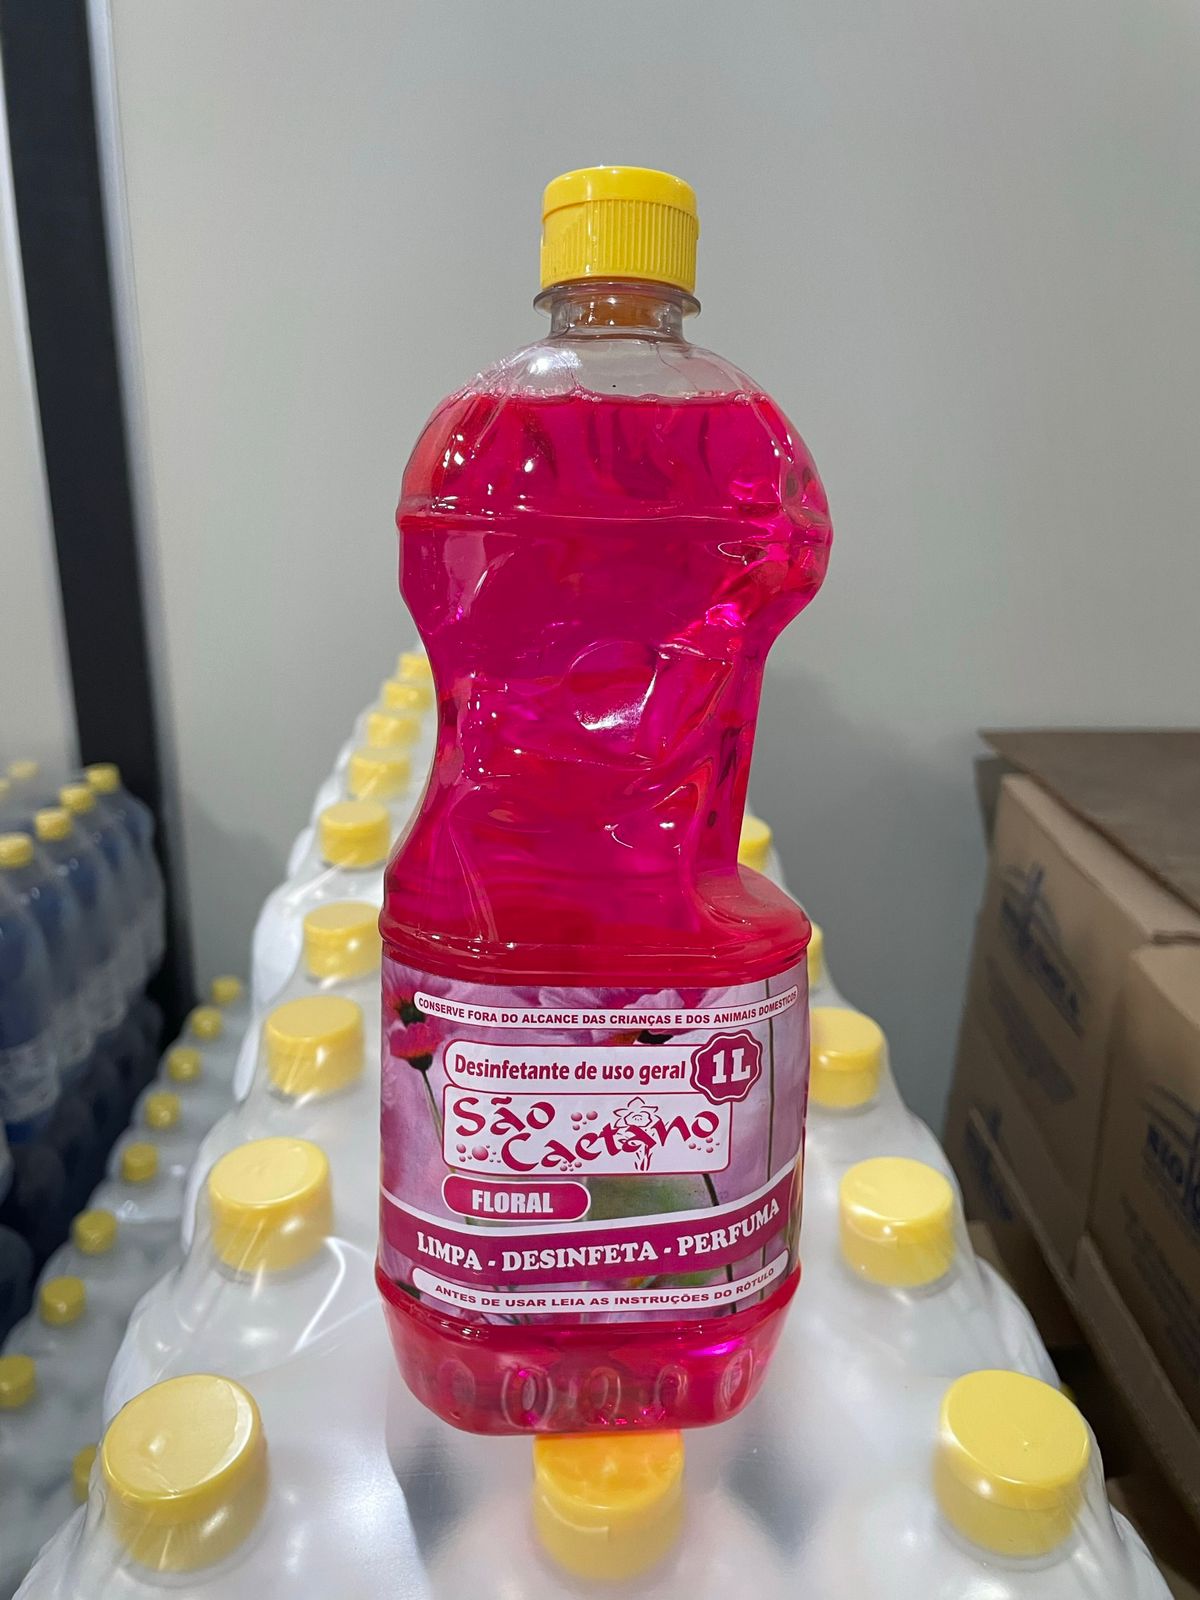 CONSERVE FORA DO ALCANCE DAS CRIANÇAS E DOS ANIMAIS DOMESTICOS
Desinfetante de uso geral 1L
São
Caetano
FLORAL
LIMPA - DESINFETA - PERFUMA
ANTES DE USAR LEIA AS INSTRUÇÕES DO RÓTULO